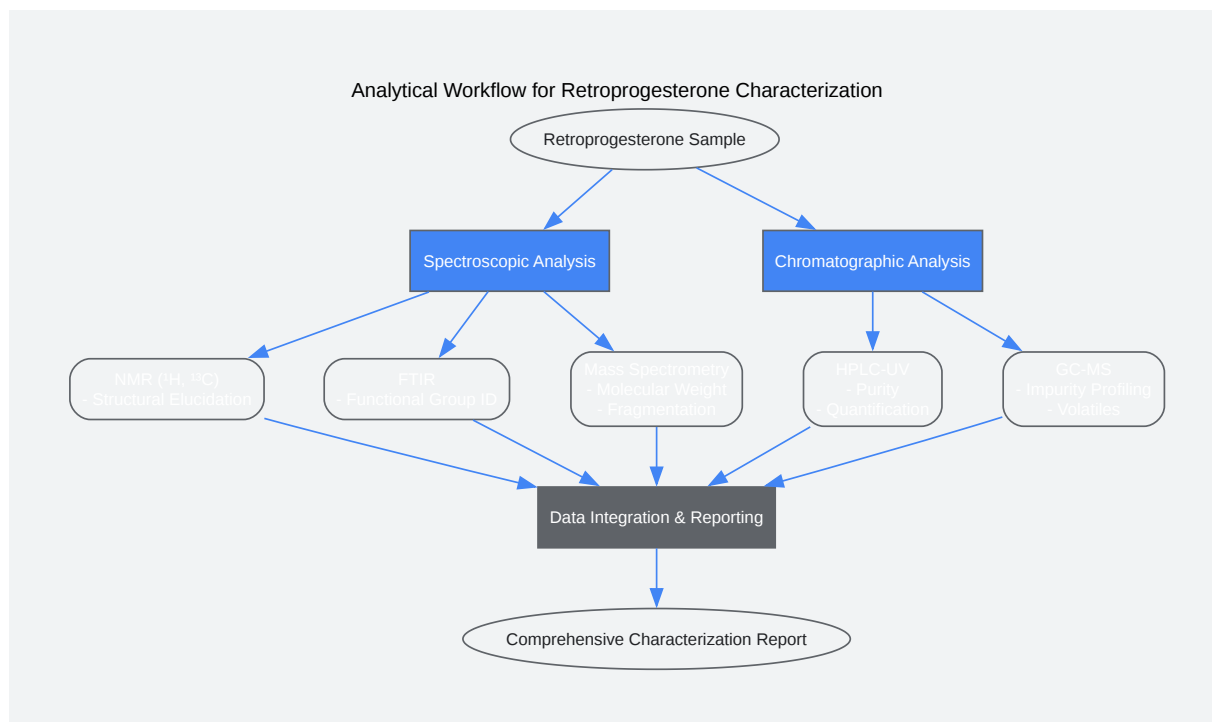 Analytical Workflow for Retroprogesterone Characterization
Retroprogesterone Sample
Spectroscopic Analysis
Chromatographic Analysis
NMR (¹H, ¹³C)
- Structural Elucidation
FTIR
- Functional Group ID
Mass Spectrometry
- Molecular Weight
- Fragmentation
HPLC-UV
- Purity
- Quantification
GC-MS
- Impurity Profiling
- Volatiles
Data Integration & Reporting
Comprehensive Characterization Report